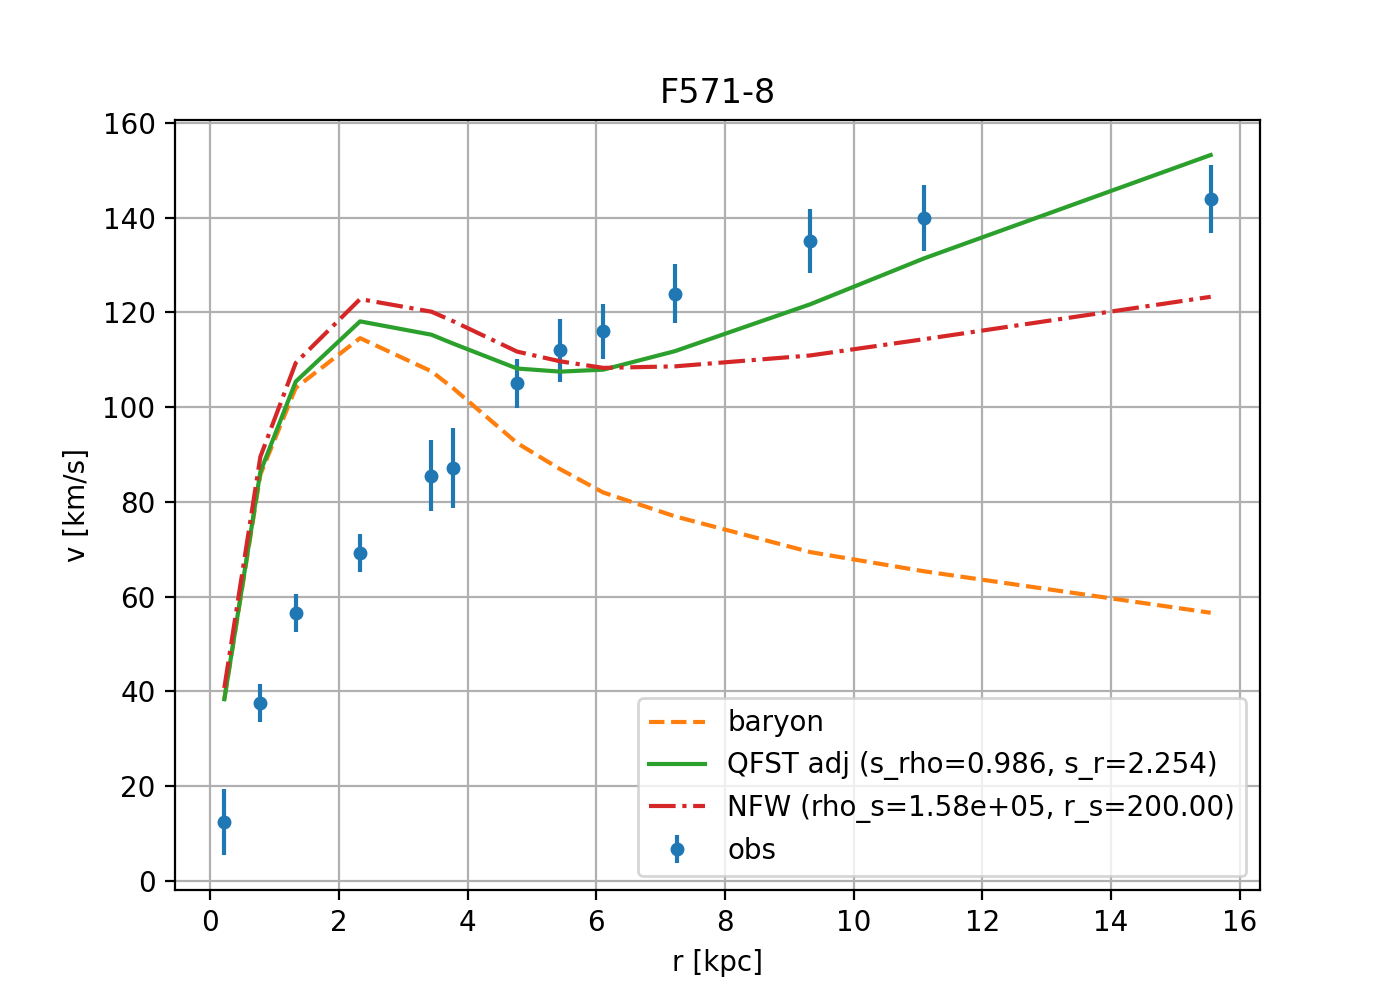 F571-8
160
140
120
100
80
60
40
20
0
v [km/s]
baryon
QFST adj (s_rho=0.986, s_r=2.254)
NFW (rho_s=1.58e+05, r_s=200.00)
obs
0 2 4 6 8 10 12 14 16
r [kpc]